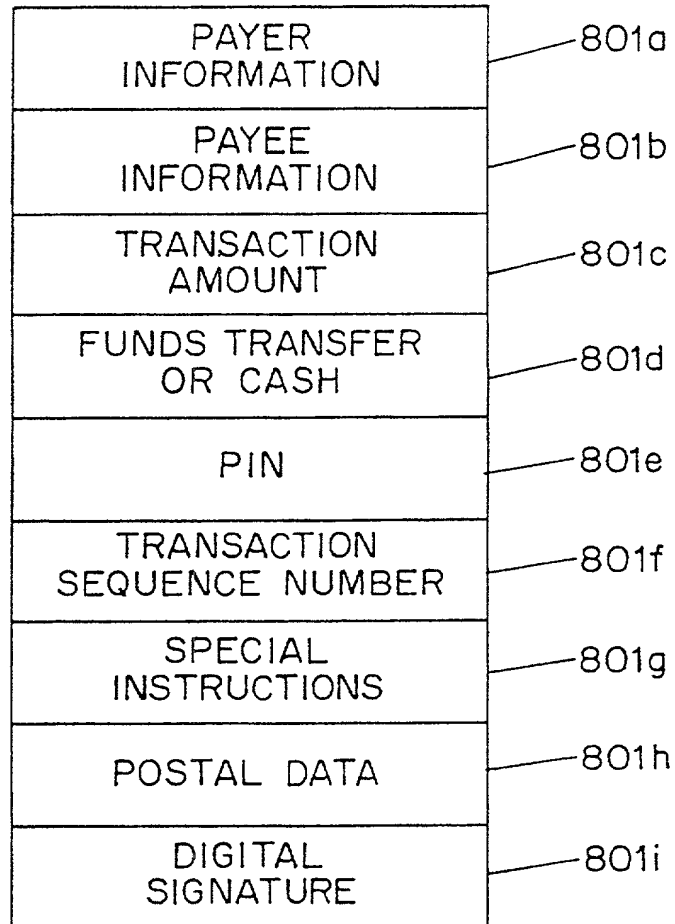 PAYER
INFORMATION
801a
PAYEE
INFORMATION
801b
TRANSACTION
AMOUNT
801c
FUNDS TRANSFER
OR CASH
801d
PIN
801e
TRANSACTION
SEQUENCE NUMBER
801f
SPECIAL
INSTRUCTIONS
801g
POSTAL DATA
801h
DIGITAL
SIGNATURE
801i